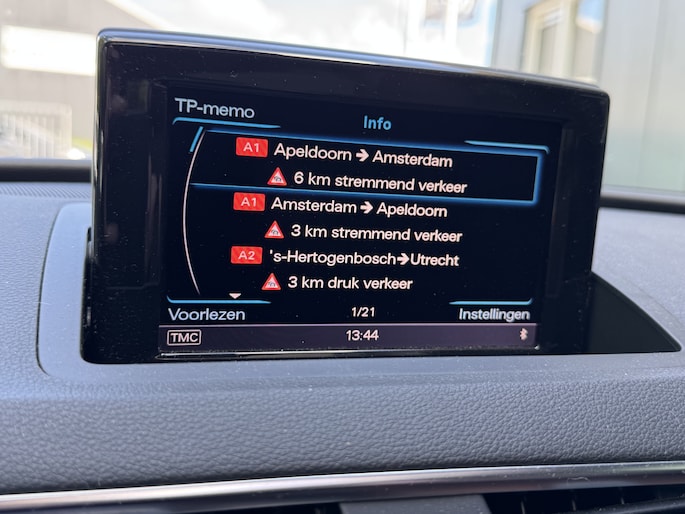 TP-memo
Info
A1 Apeldoorn → Amsterdam
6 km stremmend verkeer
A1 Amsterdam → Apeldoorn
3 km stremmend verkeer
A2 's-Hertogenbosch→Utrecht
3 km druk verkeer
Voorlezen 1/21 Instellingen
TMC 13:44